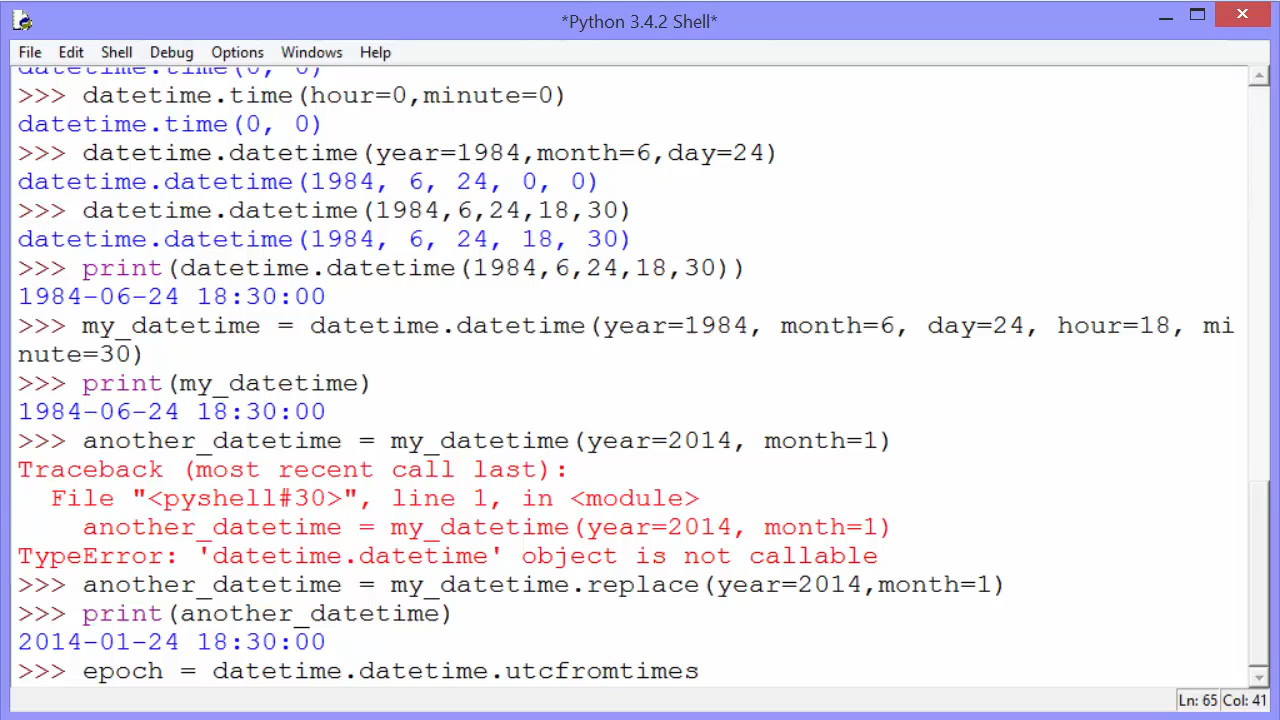 *Python 3.4.2 Shell*
File Edit Shell Debug Options Windows Help
datetime.time(0, 0)
>>> datetime.time(hour=0,minute=0)
datetime.time(0, 0)
>>> datetime.datetime(year=1984,month=6,day=24)
datetime.datetime(1984, 6, 24, 0, 0)
>>> datetime.datetime(1984,6,24,18,30)
datetime.datetime(1984, 6, 24, 18, 30)
>>> print(datetime.datetime(1984,6,24,18,30))
1984-06-24 18:30:00
>>> my_datetime = datetime.datetime(year=1984, month=6, day=24, hour=18, mi
nute=30)
>>> print(my_datetime)
1984-06-24 18:30:00
>>> another_datetime = my_datetime(year=2014, month=1)
Traceback (most recent call last):
  File "<pyshell#30>", line 1, in <module>
    another_datetime = my_datetime(year=2014, month=1)
TypeError: 'datetime.datetime' object is not callable
>>> another_datetime = my_datetime.replace(year=2014,month=1)
>>> print(another_datetime)
2014-01-24 18:30:00
>>> epoch = datetime.datetime.utcfromtimes
Ln: 65 Col: 41